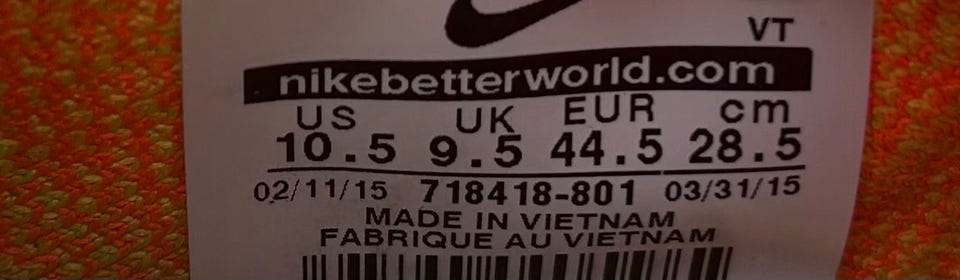 VT
nikebetterworld.com
US UK EUR cm
10.5 9.5 44.5 28.5
02/11/15 718418-801 03/31/15
MADE IN VIETNAM
FABRIQUE AU VIETNAM